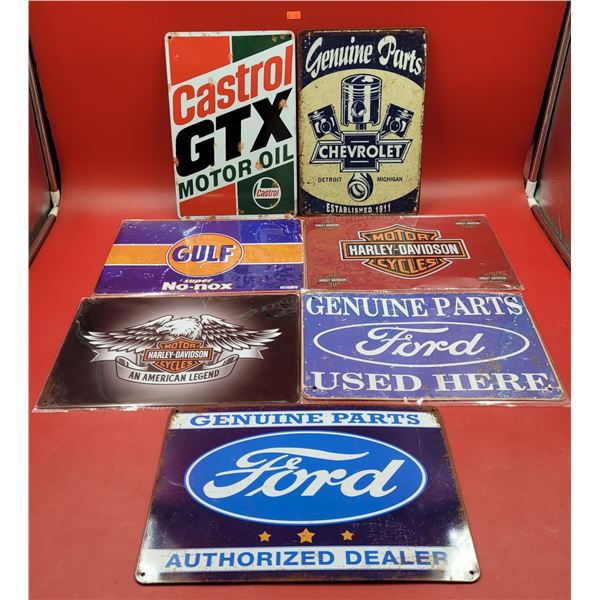 Castrol
GTX
MOTOR OIL
Castrol
Genuine Parts
CHEVROLET
DETROIT MICHIGAN
ESTABLISHED 1911
GULF
super
No-nox
MOTOR
HARLEY-DAVIDSON
CYCLES
MOTOR
HARLEY-DAVIDSON
CYCLES
AN AMERICAN LEGEND
GENUINE PARTS
Ford
USED HERE
GENUINE PARTS
Ford
AUTHORIZED DEALER